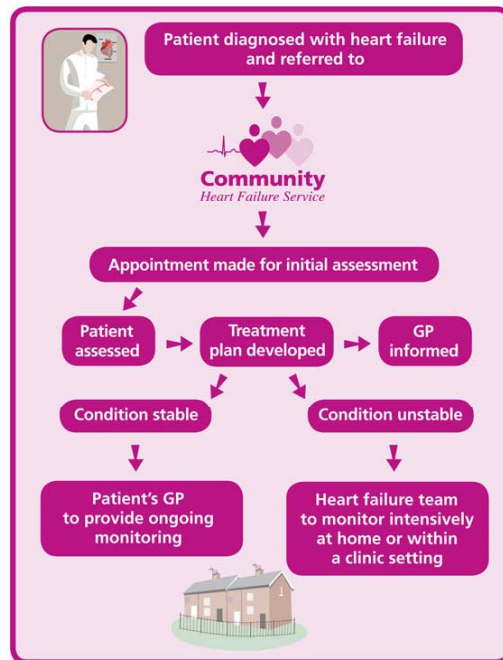 Patient diagnosed with heart failure
and referred to
Community
Heart Failure Service
Appointment made for initial assessment
Patient
assessed
Treatment
plan developed
GP
informed
Condition stable
Condition unstable
Patient's GP
to provide ongoing
monitoring
Heart failure team
to monitor intensively
at home or within
a clinic setting